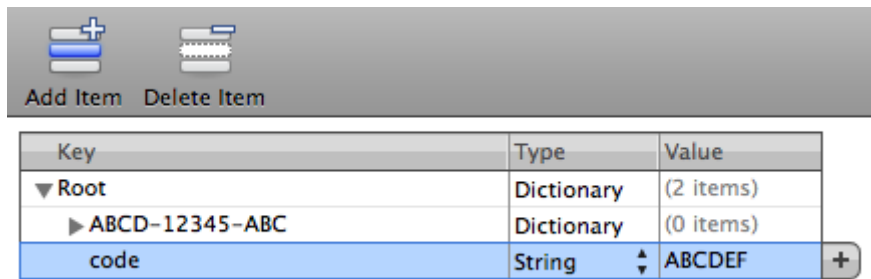 Add Item Delete Item
Key Type Value
Root Dictionary (2 items)
ABCD-12345-ABC Dictionary (0 items)
code String ABCDEF